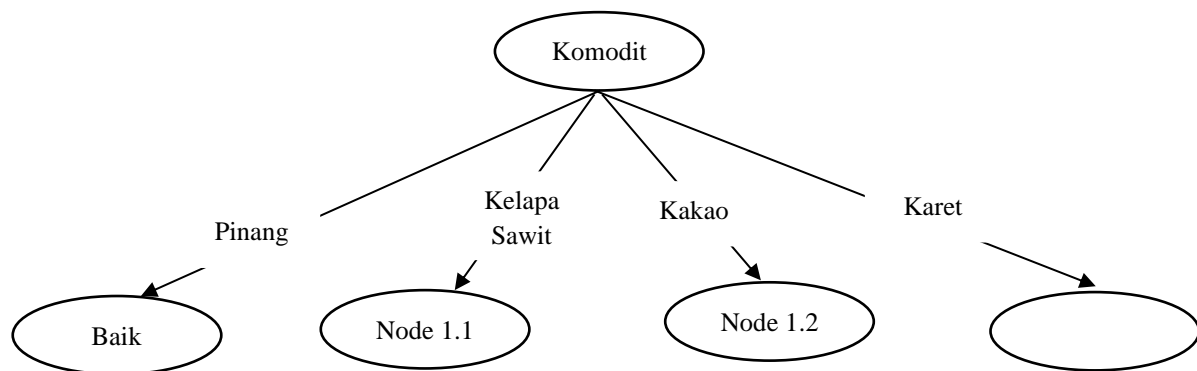 Komodit
Pinang
Kelapa
Sawit
Kakao
Karet
Baik
Node 1.1
Node 1.2